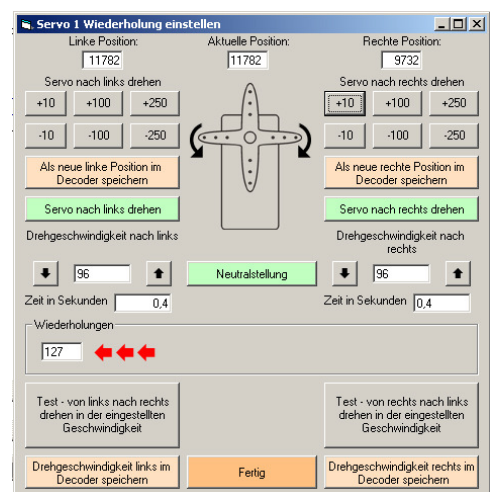 Servo 1 Wiederholung einstellen
Linke Position:
Aktuelle Position:
Rechte Position:
11782
11782
9732
Servo nach links drehen
Servo nach rechts drehen
+10
+100
+250
+10
+100
+250
-10
-100
-250
-10
-100
-250
Als neue linke Position im
Decoder speichern
Als neue rechte Position im
Decoder speichern
Servo nach links drehen
Servo nach rechts drehen
Drehgeschwindigkeit nach links
Drehgeschwindigkeit nach
rechts
96
Neutralstellung
96
Zeit in Sekunden 0,4
Zeit in Sekunden 0,4
Wiederholungen
127
Test - von links nach rechts
drehen in der eingestellten
Geschwindigkeit
Test - von rechts nach links
drehen in der eingestellten
Geschwindigkeit
Drehgeschwindigkeit links im
Decoder speichern
Fertig
Drehgeschwindigkeit rechts im
Decoder speichern